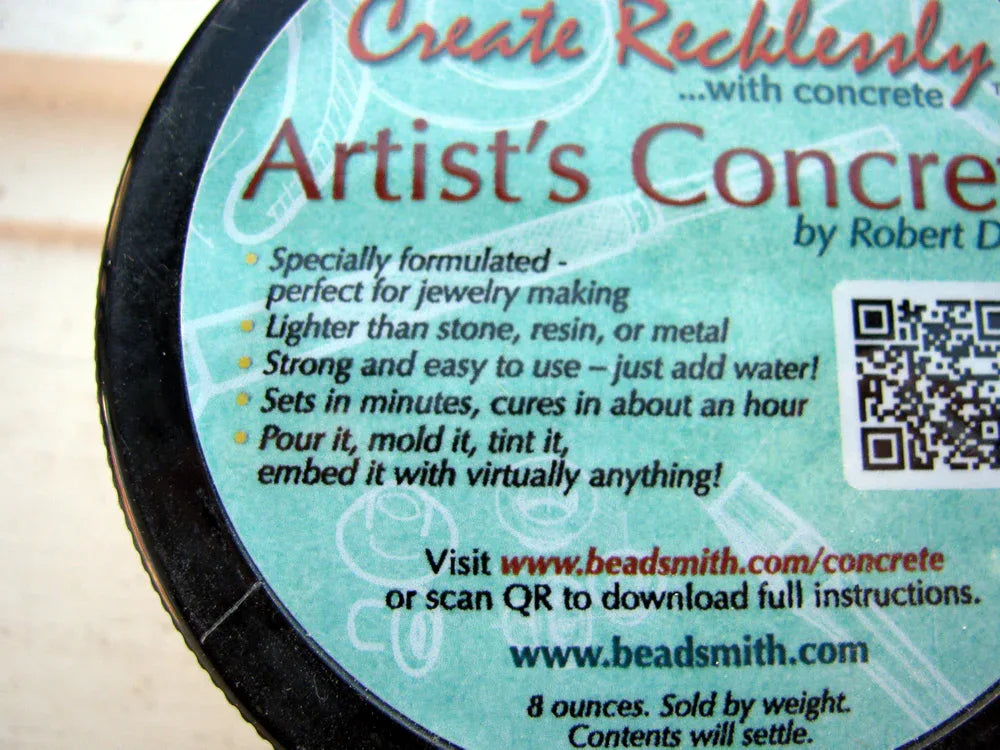 Create Recklessly
...with concrete
Artist's Concre
by Robert D
• Specially formulated -
perfect for jewelry making
• Lighter than stone, resin, or metal
• Strong and easy to use – just add water!
• Sets in minutes, cures in about an hour
• Pour it, mold it, tint it,
embed it with virtually anything!
Visit www.beadsmith.com/concrete
or scan QR to download full instructions.
www.beadsmith.com
8 ounces. Sold by weight.
Contents will settle.